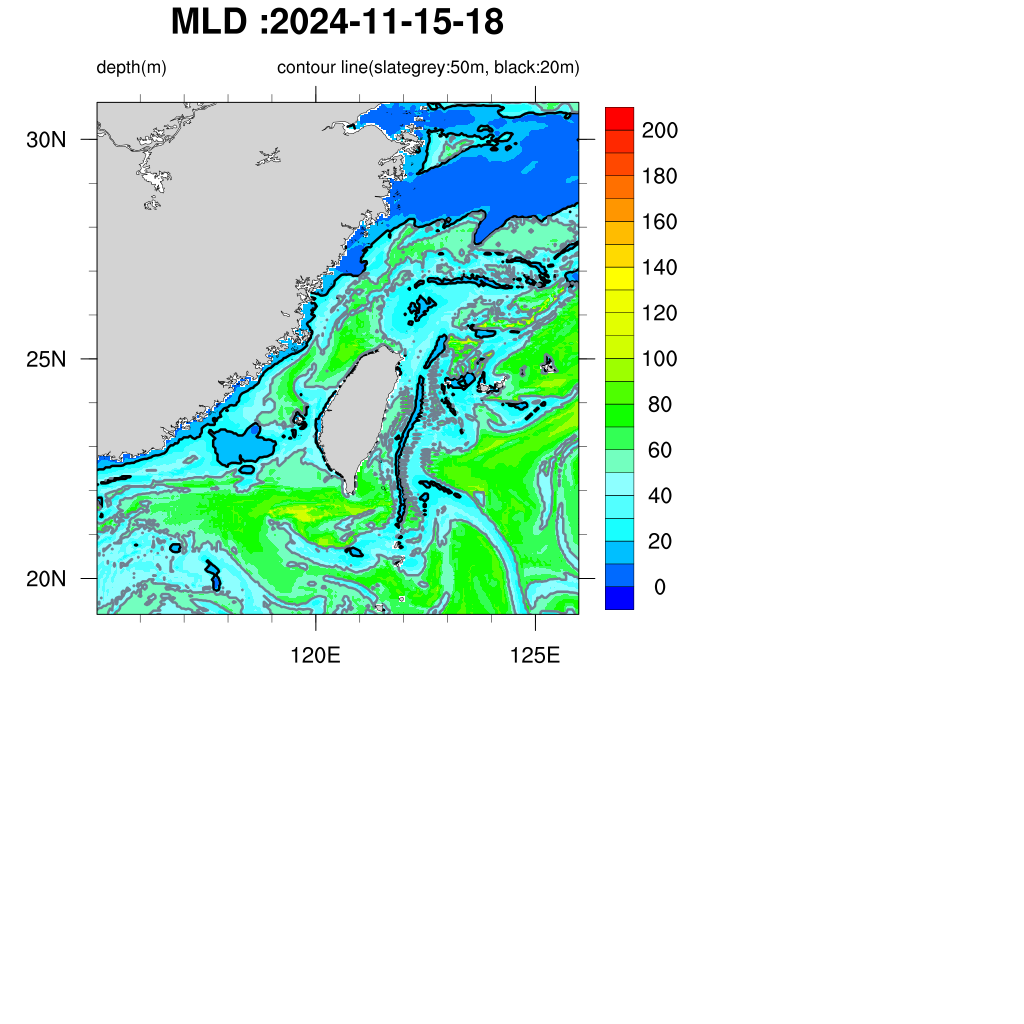 MLD :2024-11-15-18
depth(m)
contour line(slategrey:50m, black:20m)
30N
25N
20N
120E
125E
200
180
160
140
120
100
80
60
40
20
0